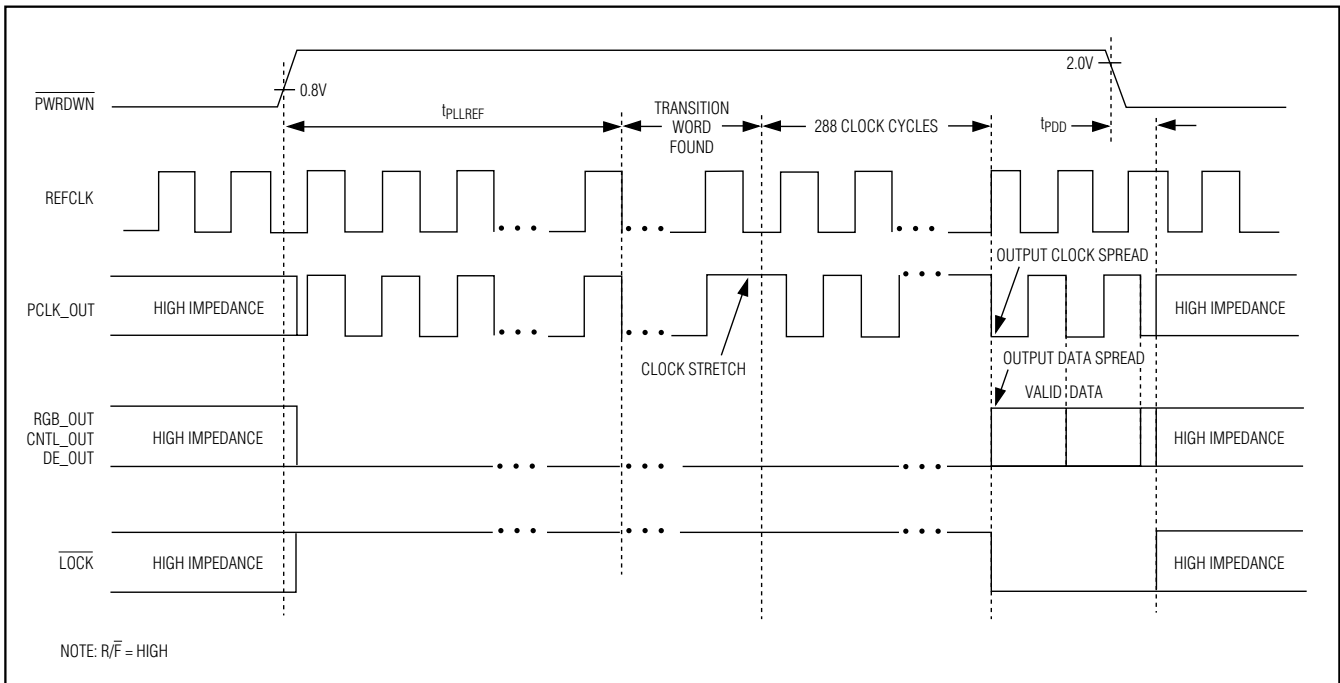 2.0V
0.8V
PWRDWN
tPLLREF
TRANSITION
WORD
FOUND
288 CLOCK CYCLES
tPDD
REFCLK
OUTPUT CLOCK SPREAD
PCLK_OUT
HIGH IMPEDANCE
HIGH IMPEDANCE
CLOCK STRETCH
OUTPUT DATA SPREAD
VALID DATA
RGB_OUT
CNTL_OUT
DE_OUT
HIGH IMPEDANCE
HIGH IMPEDANCE
LOCK
HIGH IMPEDANCE
HIGH IMPEDANCE
NOTE: R/F̅ = HIGH